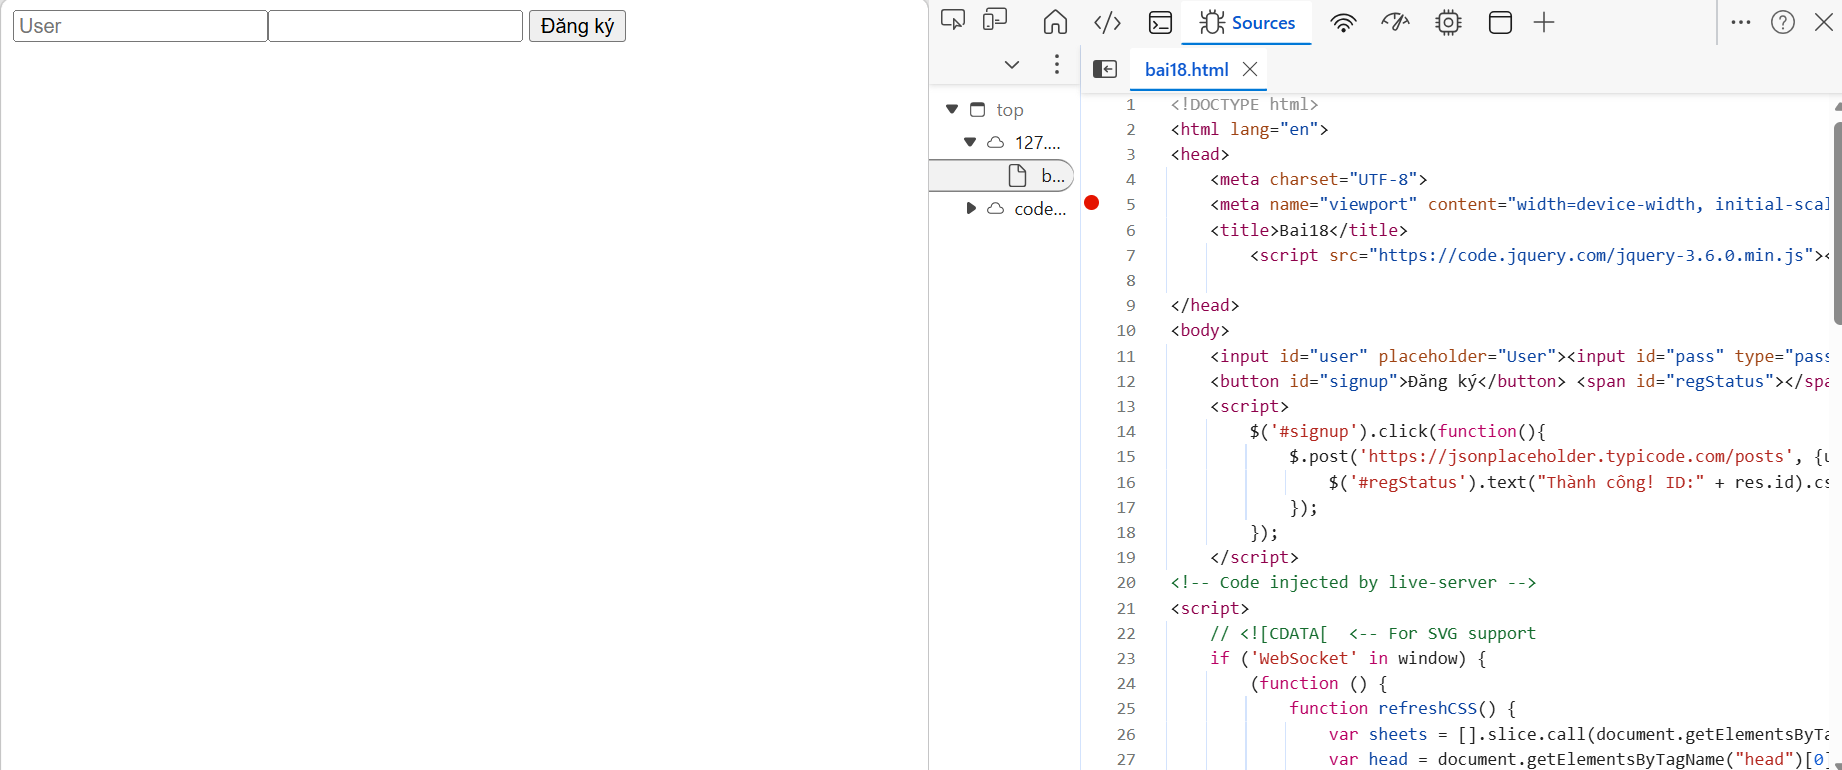 User
Đăng ký
Sources
bai18.html
top
127....
b...
code...
1 <!DOCTYPE html>
2 <html lang="en">
3 <head>
4 <meta charset="UTF-8">
5 <meta name="viewport" content="width=device-width, initial-scal
6 <title>Bai18</title>
7 <script src="https://code.jquery.com/jquery-3.6.0.min.js"><
8
9 </head>
10 <body>
11 <input id="user" placeholder="User"><input id="pass" type="pass
12 <button id="signup">Đăng ký</button> <span id="regStatus"></spa
13 <script>
14 $('#signup').click(function(){
15 $.post('https://jsonplaceholder.typicode.com/posts', {u
16 $('#regStatus').text("Thành công! ID:" + res.id).cs
17 });
18 });
19 </script>
20 <!-- Code injected by live-server -->
21 <script>
22 // <![CDATA[  <-- For SVG support
23 if ('WebSocket' in window) {
24 (function () {
25 function refreshCSS() {
26 var sheets = [].slice.call(document.getElementsByTa
27 var head = document.getElementsByTagName("head")[0]